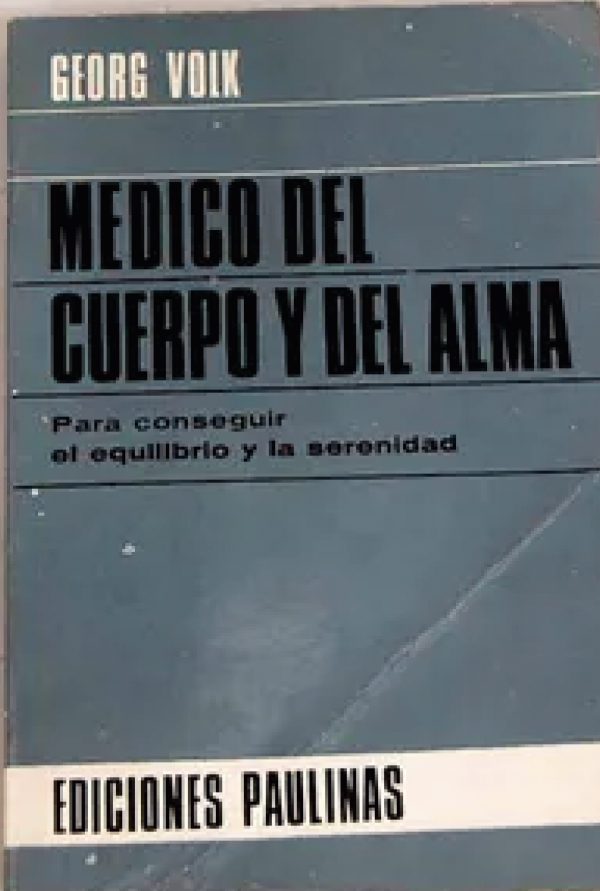 GEORG VOLK
MEDICO DEL
CUERPO Y DEL ALMA
Para conseguir
el equilibrio y la serenidad
EDICIONES PAULINAS